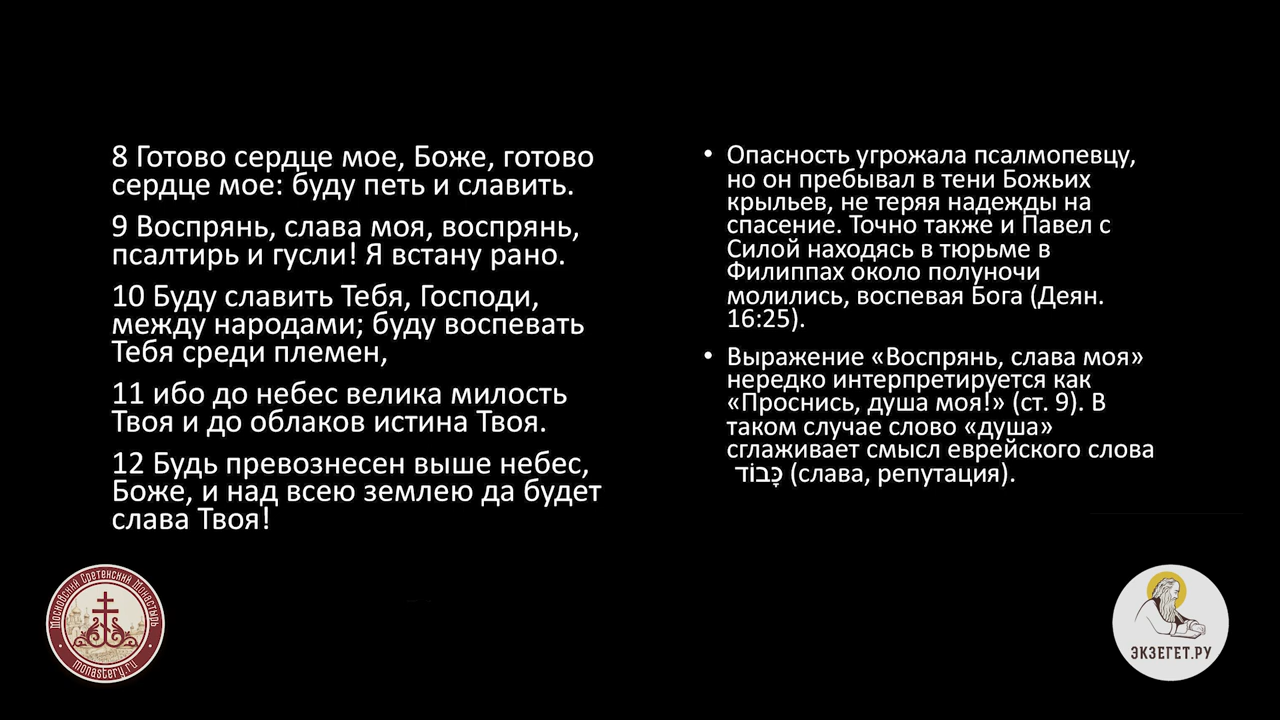 8 Готово сердце мое, Боже, готово
сердце мое: буду петь и славить.
9 Воспрянь, слава моя, воспрянь,
псалтирь и гусли! Я встану рано.
10 Буду славить Тебя, Господи,
между народами; буду воспевать
Тебя среди племен,
11 ибо до небес велика милость
Твоя и до облаков истина Твоя.
12 Будь превознесен выше небес,
Боже, и над всею землею да будет
слава Твоя!
• Опасность угрожала псалмопевцу,
но он пребывал в тени Божьих
крыльев, не теряя надежды на
спасение. Точно также и Павел с
Силой находясь в тюрьме в
Филиппах около полуночи
молились, воспевая Бога (Деян.
16:25).
• Выражение «Воспрянь, слава моя»
нередко интерпретируется как
«Проснись, душа моя!» (ст. 9). В
таком случае слово «душа»
сглаживает смысл еврейского слова
כָּבוֹד (слава, репутация).
Московский Сретенский Монастырь
monastery.ru
ЭКЗЕГЕТ.РУ